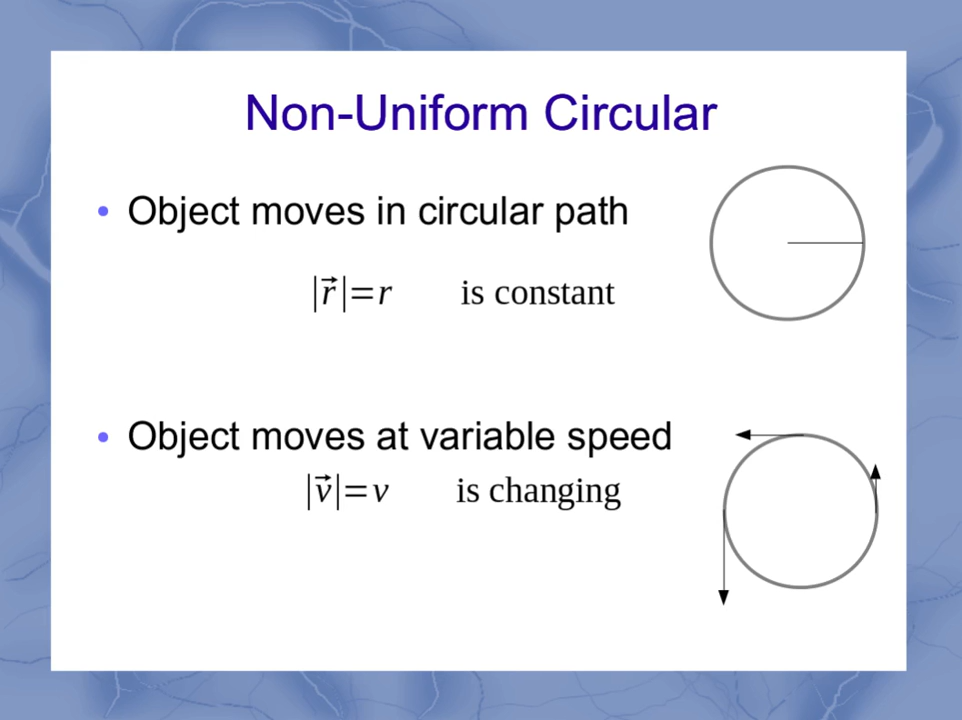 Non-Uniform Circular
• Object moves in circular path
|r⃗|=r is constant
• Object moves at variable speed
|v⃗|=v is changing